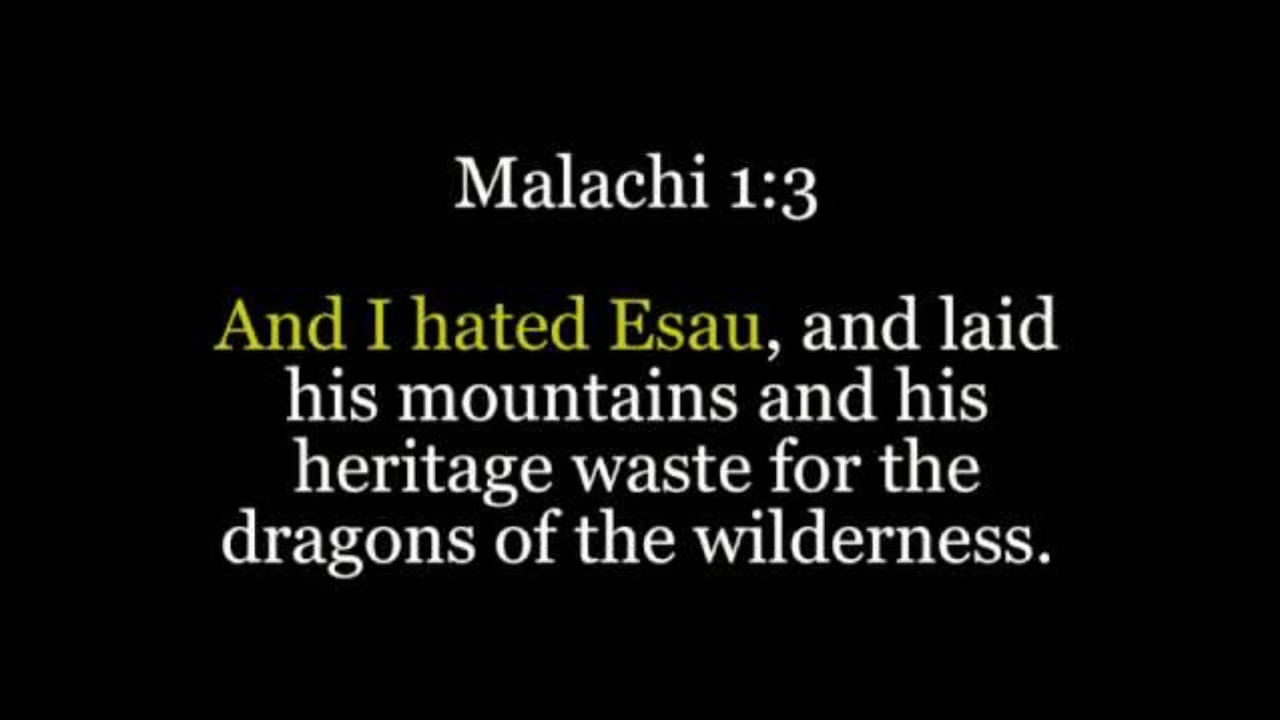 Malachi 1:3
And I hated Esau, and laid
his mountains and his
heritage waste for the
dragons of the wilderness.